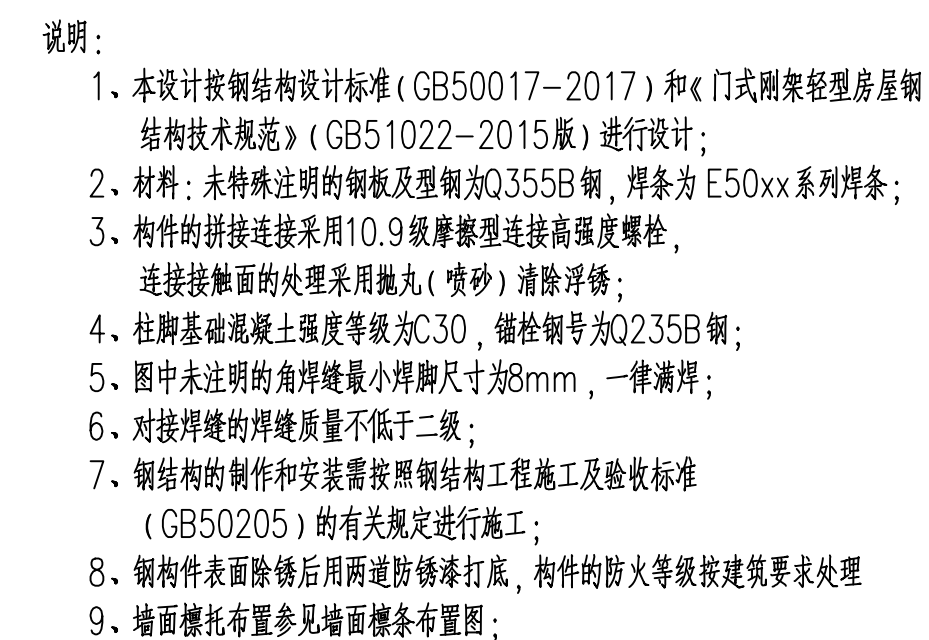 说明：
1、本设计按钢结构设计标准(GB50017-2017)和《门式刚架轻型房屋钢
结构技术规范》(GB51022-2015版)进行设计；
2、材料：未特殊注明的钢板及型钢为Q355B钢，焊条为E50xx系列焊条；
3、构件的拼接连接采用10.9级摩擦型连接高强度螺栓，
连接接触面的处理采用抛丸(喷砂)清除浮锈；
4、柱脚基础混凝土强度等级为C30，锚栓钢号为Q235B钢；
5、图中未注明的角焊缝最小焊脚尺寸为8mm，一律满焊；
6、对接焊缝的焊缝质量不低于二级；
7、钢结构的制作和安装需按照钢结构工程施工及验收标准
(GB50205)的有关规定进行施工；
8、钢构件表面除锈后用两道防锈漆打底，构件的防火等级按建筑要求处理
9、墙面檩托布置参见墙面檩条布置图；